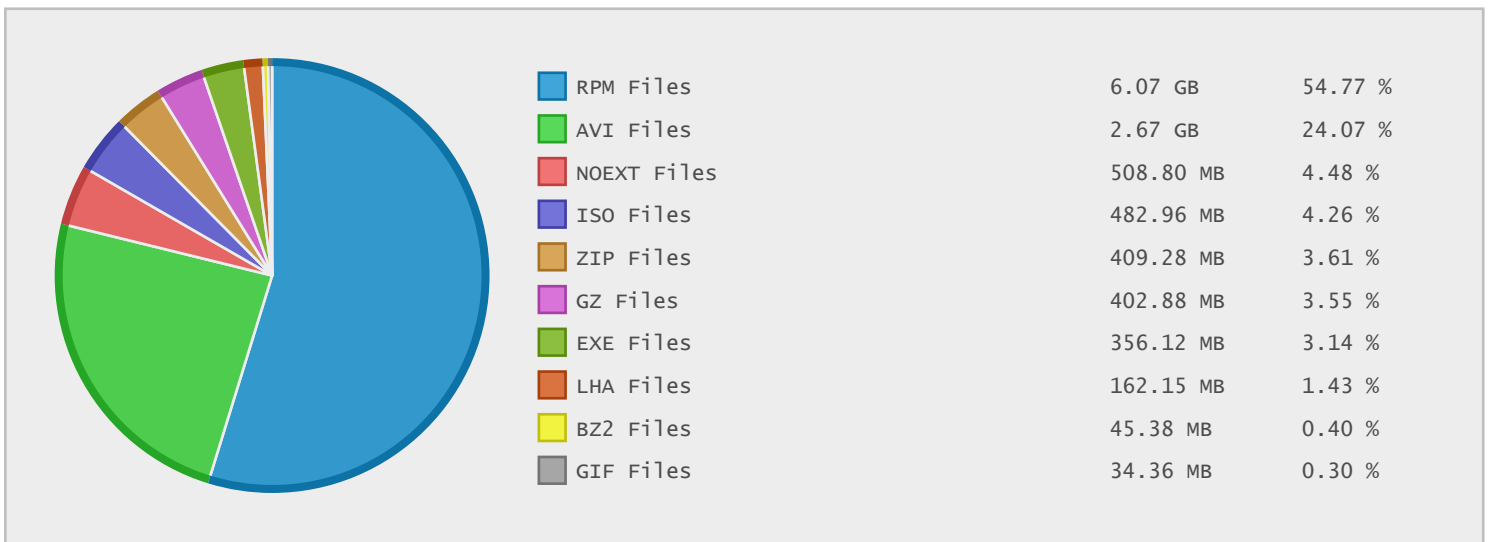 RPM Files 6.07 GB 54.77 %
AVI Files 2.67 GB 24.07 %
NOEXT Files 508.80 MB 4.48 %
ISO Files 482.96 MB 4.26 %
ZIP Files 409.28 MB 3.61 %
GZ Files 402.88 MB 3.55 %
EXE Files 356.12 MB 3.14 %
LHA Files 162.15 MB 1.43 %
BZ2 Files 45.38 MB 0.40 %
GIF Files 34.36 MB 0.30 %